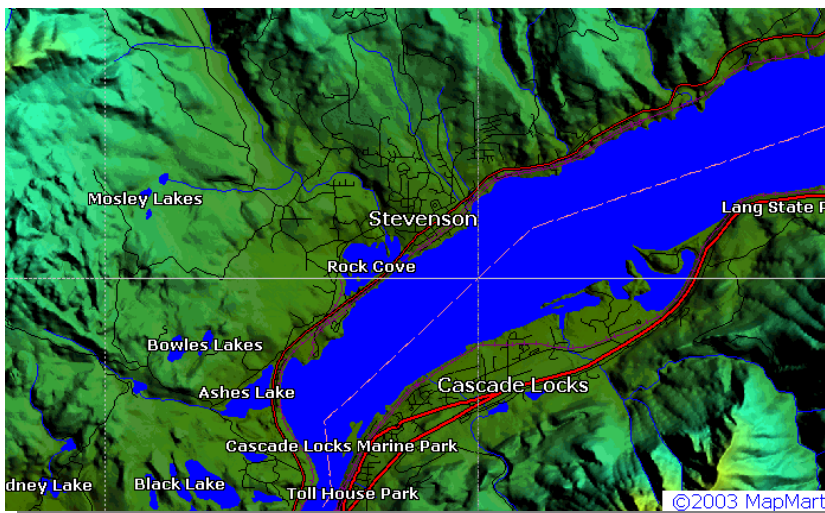 Mosley Lakes
Stevenson
Lang State P
Rock Cove
Bowles Lakes
Ashes Lake
Cascade Locks
Cascade Locks Marine Park
dney Lake
Black Lake
Toll House Park
©2003 MapMart